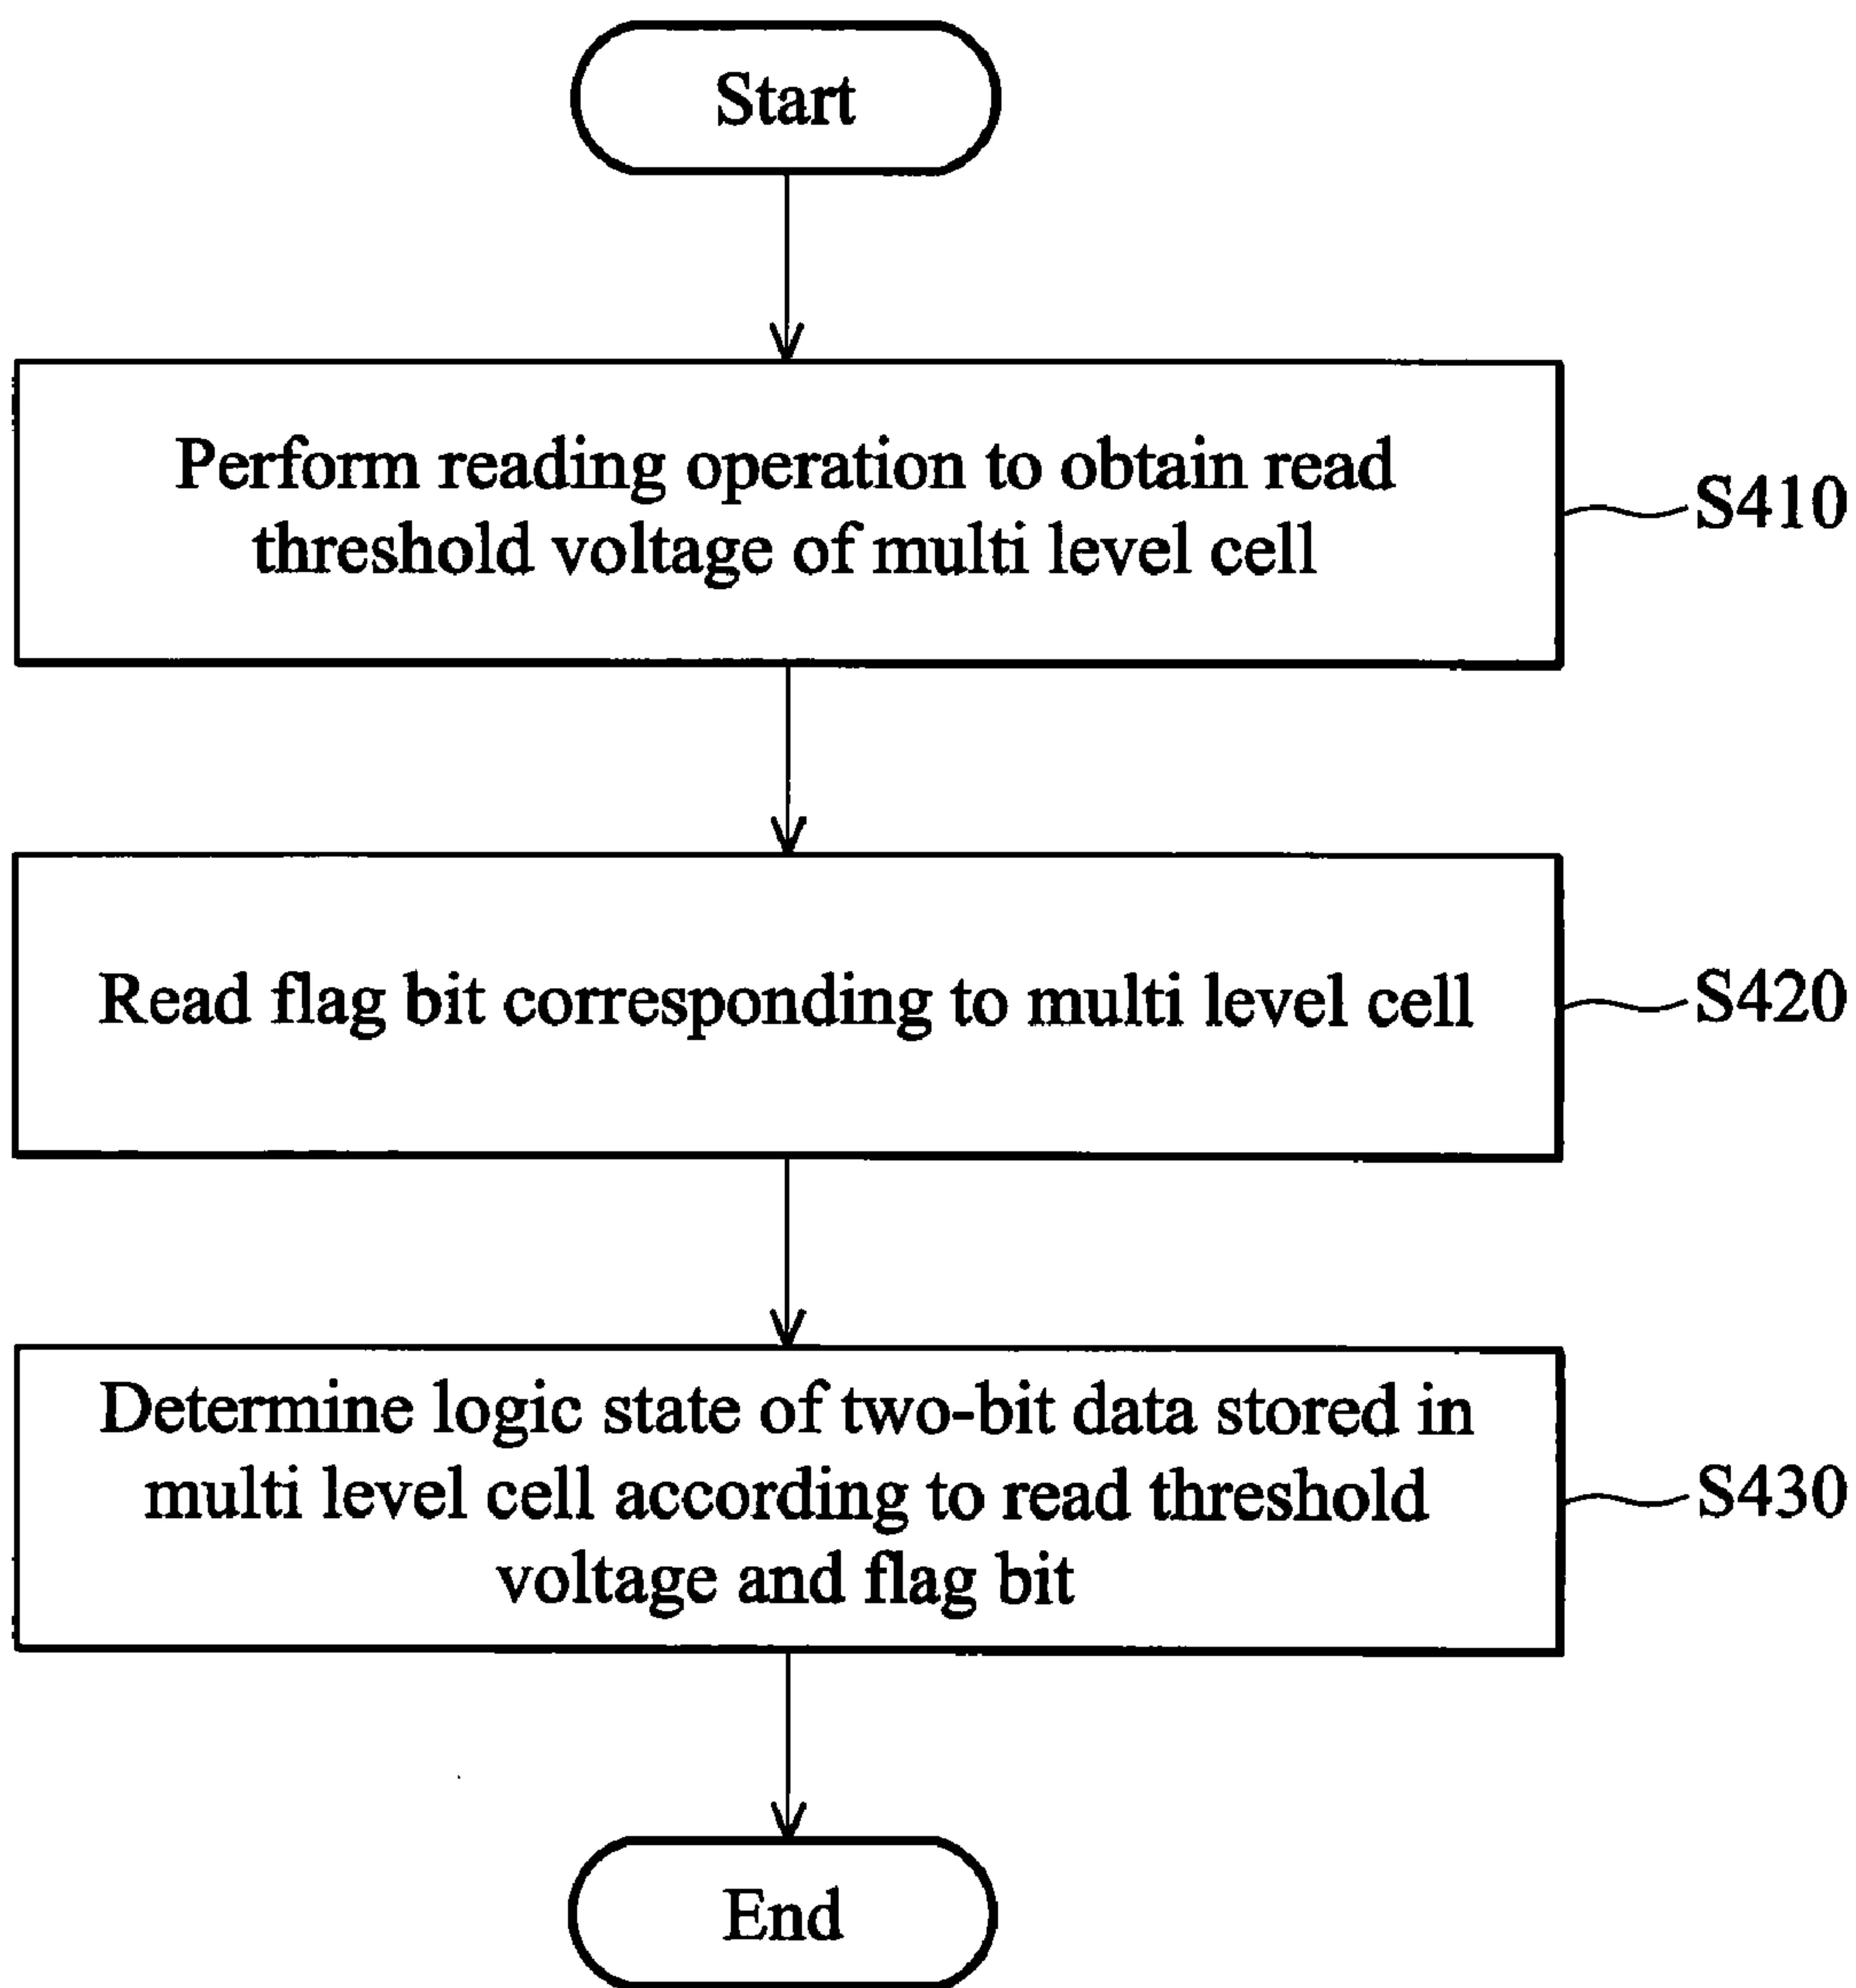 Start
Perform reading operation to obtain read
threshold voltage of multi level cell
S410
Read flag bit corresponding to multi level cell
S420
Determine logic state of two-bit data stored in
multi level cell according to read threshold
voltage and flag bit
S430
End